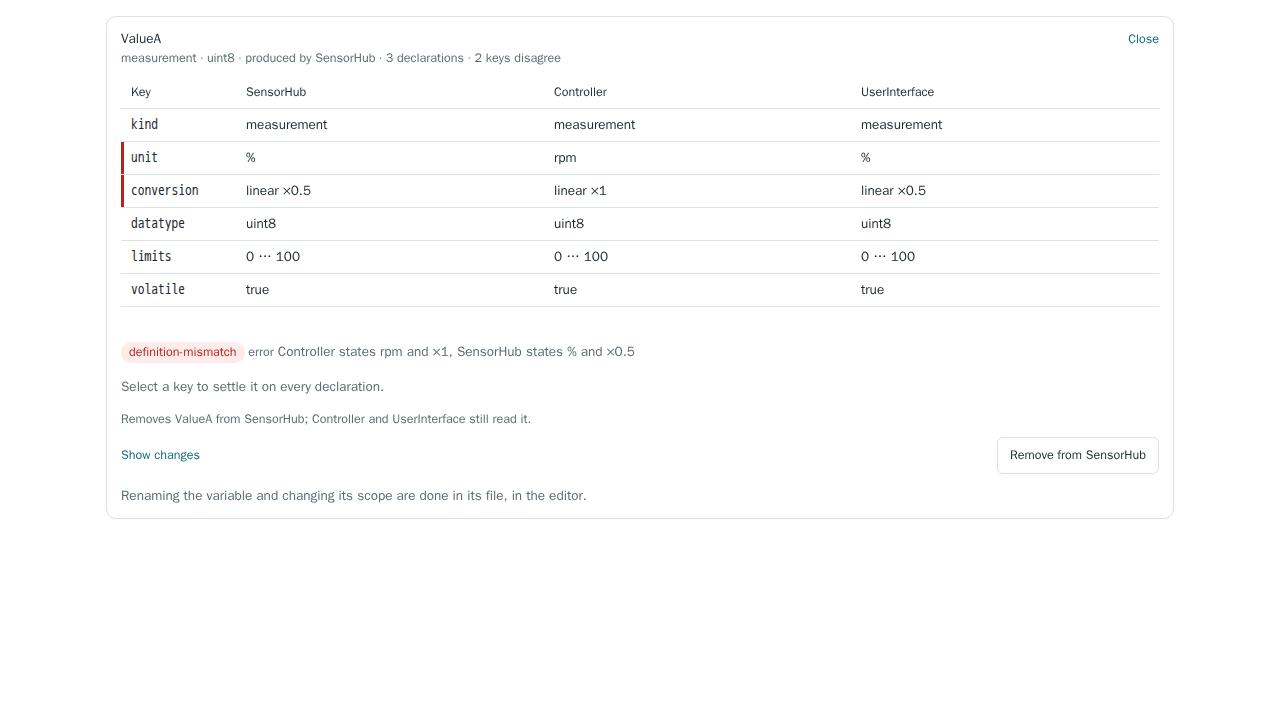 ValueA
Close
measurement · uint8 · produced by SensorHub · 3 declarations · 2 keys disagree
Key SensorHub Controller UserInterface
kind measurement measurement measurement
unit % rpm %
conversion linear ×0.5 linear ×1 linear ×0.5
datatype uint8 uint8 uint8
limits 0 ⋯ 100 0 ⋯ 100 0 ⋯ 100
volatile true true true
definition-mismatch error Controller states rpm and ×1, SensorHub states % and ×0.5
Select a key to settle it on every declaration.
Removes ValueA from SensorHub; Controller and UserInterface still read it.
Show changes
Remove from SensorHub
Renaming the variable and changing its scope are done in its file, in the editor.